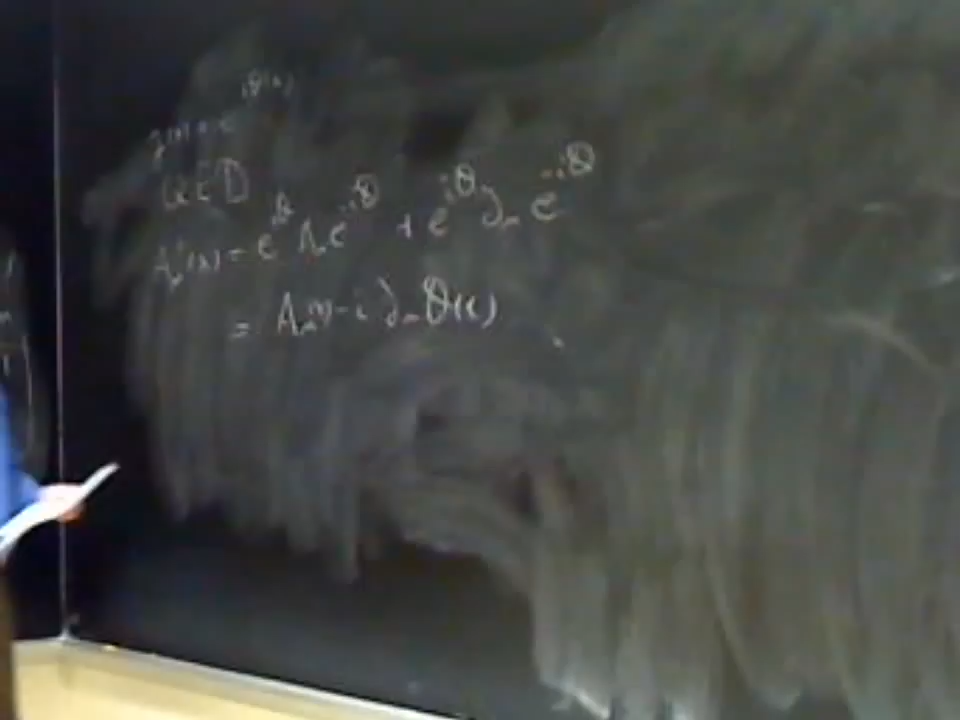 g(x) = e^{iθ(x)}
QED
A'_μ(x) = e^{iθ} A_μ e^{-iθ} + e^{iθ} ∂_μ e^{-iθ}
= A_μ(x) - i ∂_μ θ(x)